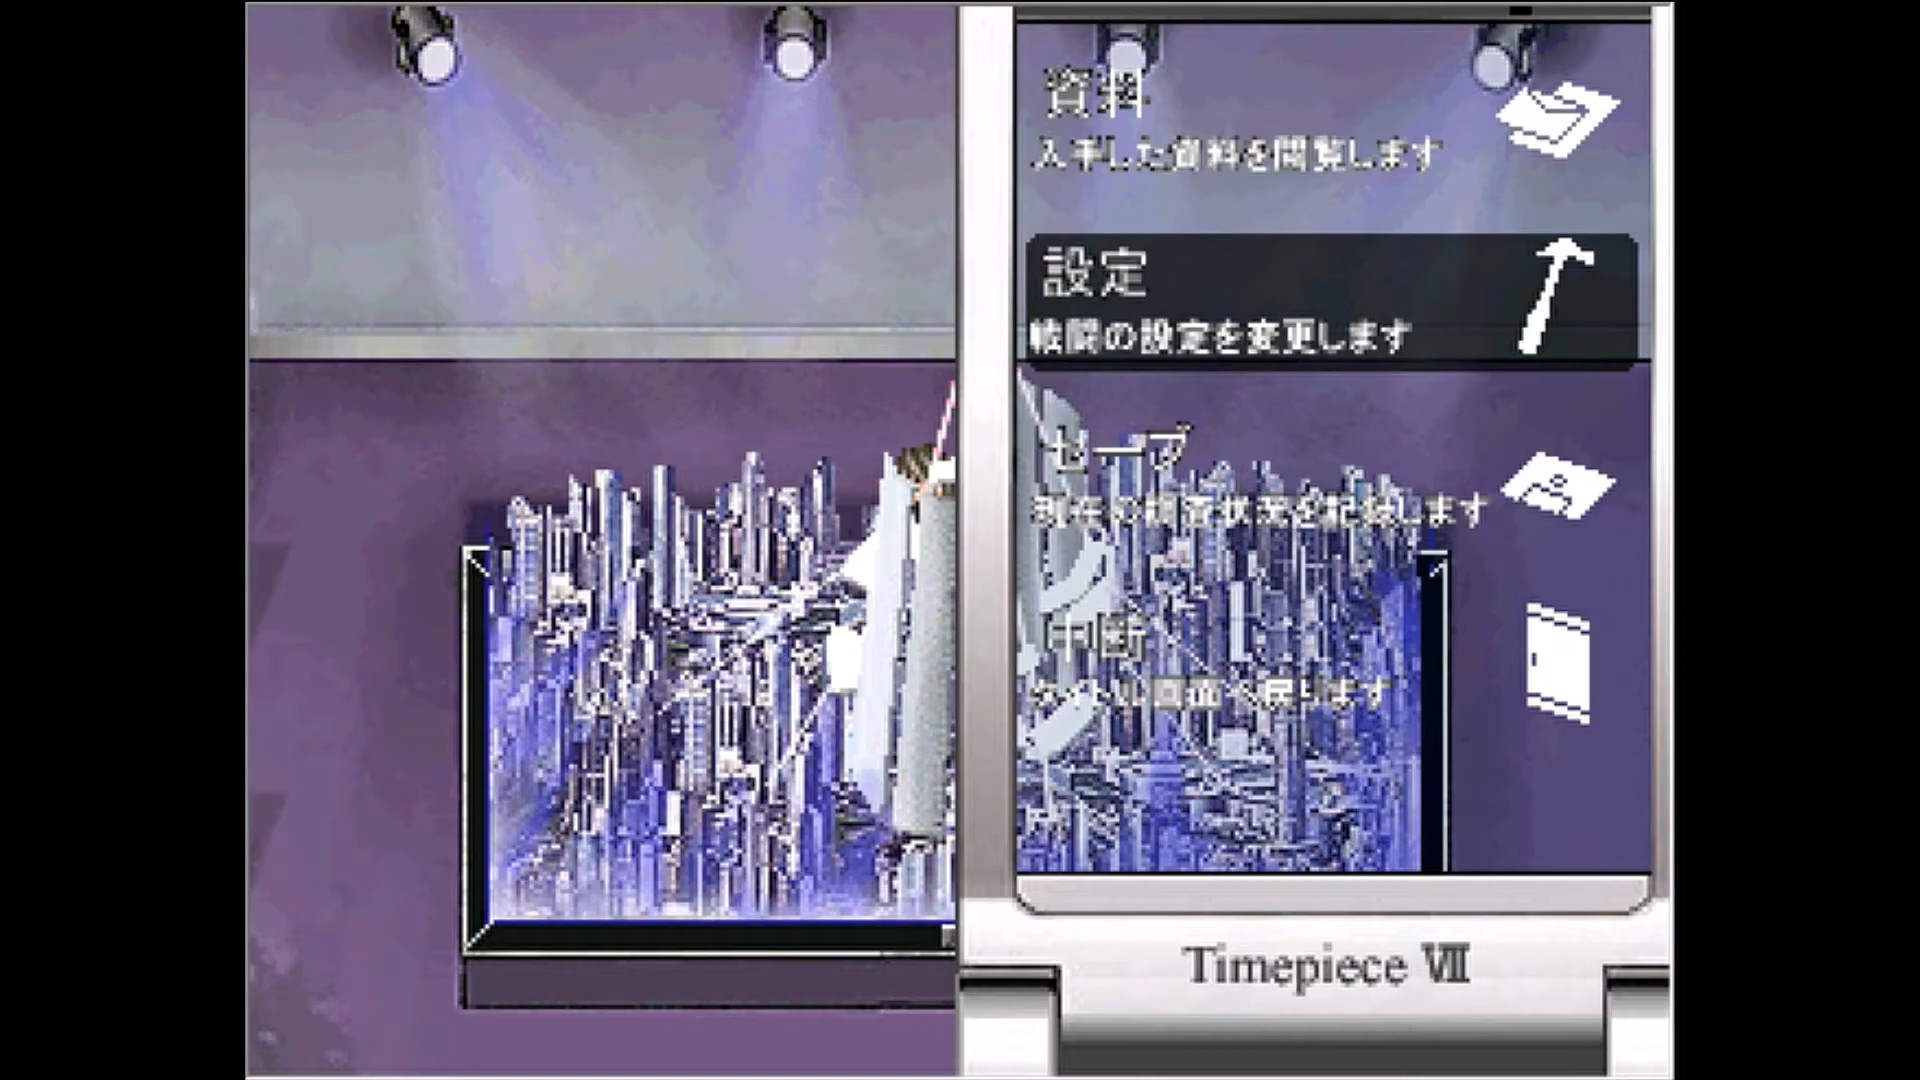 資料
入手した資料を閲覧します
設定
戦闘の設定を変更します
セーブ
現在の調査状況を記録します
中断
タイトル画面へ戻ります
Timepiece Ⅶ